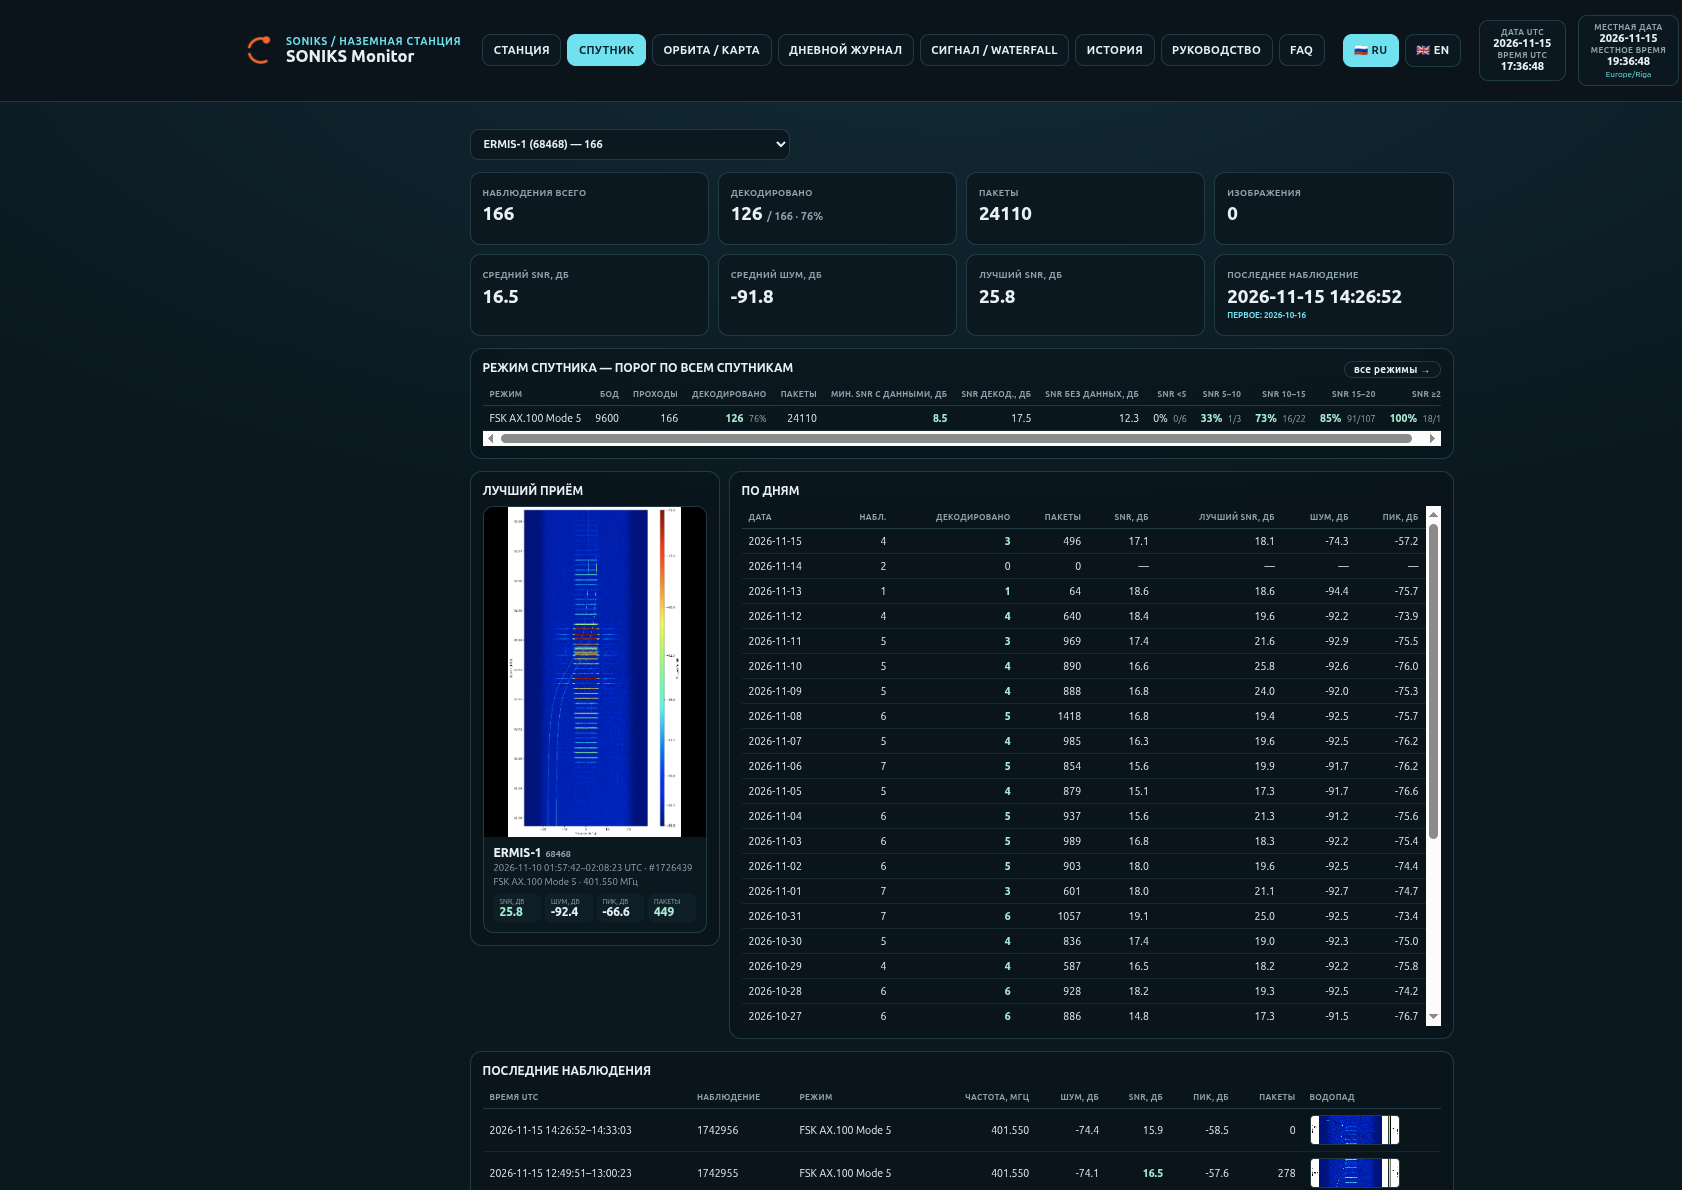 SONIKS / НАЗЕМНАЯ СТАНЦИЯ
SONIKS Monitor
СТАНЦИЯ
СПУТНИК
ОРБИТА / КАРТА
ДНЕВНОЙ ЖУРНАЛ
СИГНАЛ / WATERFALL
ИСТОРИЯ
РУКОВОДСТВО
FAQ
RU
EN
ДАТА UTC
2026-11-15
ВРЕМЯ UTC
17:36:48
МЕСТНАЯ ДАТА
2026-11-15
МЕСТНОЕ ВРЕМЯ
19:36:48
Europe/Riga
ERMIS-1 (68468) — 166
НАБЛЮДЕНИЯ ВСЕГО
166
ДЕКОДИРОВАНО
126 / 166 · 76%
ПАКЕТЫ
24110
ИЗОБРАЖЕНИЯ
0
СРЕДНИЙ SNR, ДБ
16.5
СРЕДНИЙ ШУМ, ДБ
-91.8
ЛУЧШИЙ SNR, ДБ
25.8
ПОСЛЕДНЕЕ НАБЛЮДЕНИЕ
2026-11-15 14:26:52
ПЕРВОЕ: 2026-10-16
РЕЖИМ СПУТНИКА — ПОРОГ ПО ВСЕМ СПУТНИКАМ
все режимы →
РЕЖИМ БОД ПРОХОДЫ ДЕКОДИРОВАНО ПАКЕТЫ МИН. SNR С ДАННЫМИ, ДБ SNR ДЕКОД., ДБ SNR БЕЗ ДАННЫХ, ДБ SNR <5 SNR 5–10 SNR 10–15 SNR 15–20 SNR ≥2
FSK AX.100 Mode 5 9600 166 126 76% 24110 8.5 17.5 12.3 0% 0/6 33% 1/3 73% 16/22 85% 91/107 100% 18/1
ЛУЧШИЙ ПРИЁМ
ERMIS-1 68468
2026-11-10 01:57:42–02:08:23 UTC · #1726439
FSK AX.100 Mode 5 · 401.550 МГц
SNR, ДБ ШУМ, ДБ ПИК, ДБ ПАКЕТЫ
25.8 -92.4 -66.6 449
ПО ДНЯМ
ДАТА НАБЛ. ДЕКОДИРОВАНО ПАКЕТЫ SNR, ДБ ЛУЧШИЙ SNR, ДБ ШУМ, ДБ ПИК, ДБ
2026-11-15 4 3 496 17.1 18.1 -74.3 -57.2
2026-11-14 2 0 0 — — — —
2026-11-13 1 1 64 18.6 18.6 -94.4 -75.7
2026-11-12 4 4 640 18.4 19.6 -92.2 -73.9
2026-11-11 5 3 969 17.4 21.6 -92.9 -75.5
2026-11-10 5 4 890 16.6 25.8 -92.6 -76.0
2026-11-09 5 4 888 16.8 24.0 -92.0 -75.3
2026-11-08 6 5 1418 16.8 19.4 -92.5 -75.7
2026-11-07 5 4 985 16.3 19.6 -92.5 -76.2
2026-11-06 7 5 854 15.6 19.9 -91.7 -76.2
2026-11-05 5 4 879 15.1 17.3 -91.7 -76.6
2026-11-04 6 5 937 15.6 21.3 -91.2 -75.6
2026-11-03 6 5 989 16.8 18.3 -92.2 -75.4
2026-11-02 6 5 903 18.0 19.6 -92.5 -74.4
2026-11-01 7 3 601 18.0 21.1 -92.7 -74.7
2026-10-31 7 6 1057 19.1 25.0 -92.5 -73.4
2026-10-30 5 4 836 17.4 19.0 -92.3 -75.0
2026-10-29 4 4 587 16.5 18.2 -92.2 -75.8
2026-10-28 6 6 928 18.2 19.3 -92.5 -74.2
2026-10-27 6 6 886 14.8 17.3 -91.5 -76.7
ПОСЛЕДНИЕ НАБЛЮДЕНИЯ
ВРЕМЯ UTC НАБЛЮДЕНИЕ РЕЖИМ ЧАСТОТА, МГЦ ШУМ, ДБ SNR, ДБ ПИК, ДБ ПАКЕТЫ ВОДОПАД
2026-11-15 14:26:52–14:33:03 1742956 FSK AX.100 Mode 5 401.550 -74.4 15.9 -58.5 0
2026-11-15 12:49:51–13:00:23 1742955 FSK AX.100 Mode 5 401.550 -74.1 16.5 -57.6 278